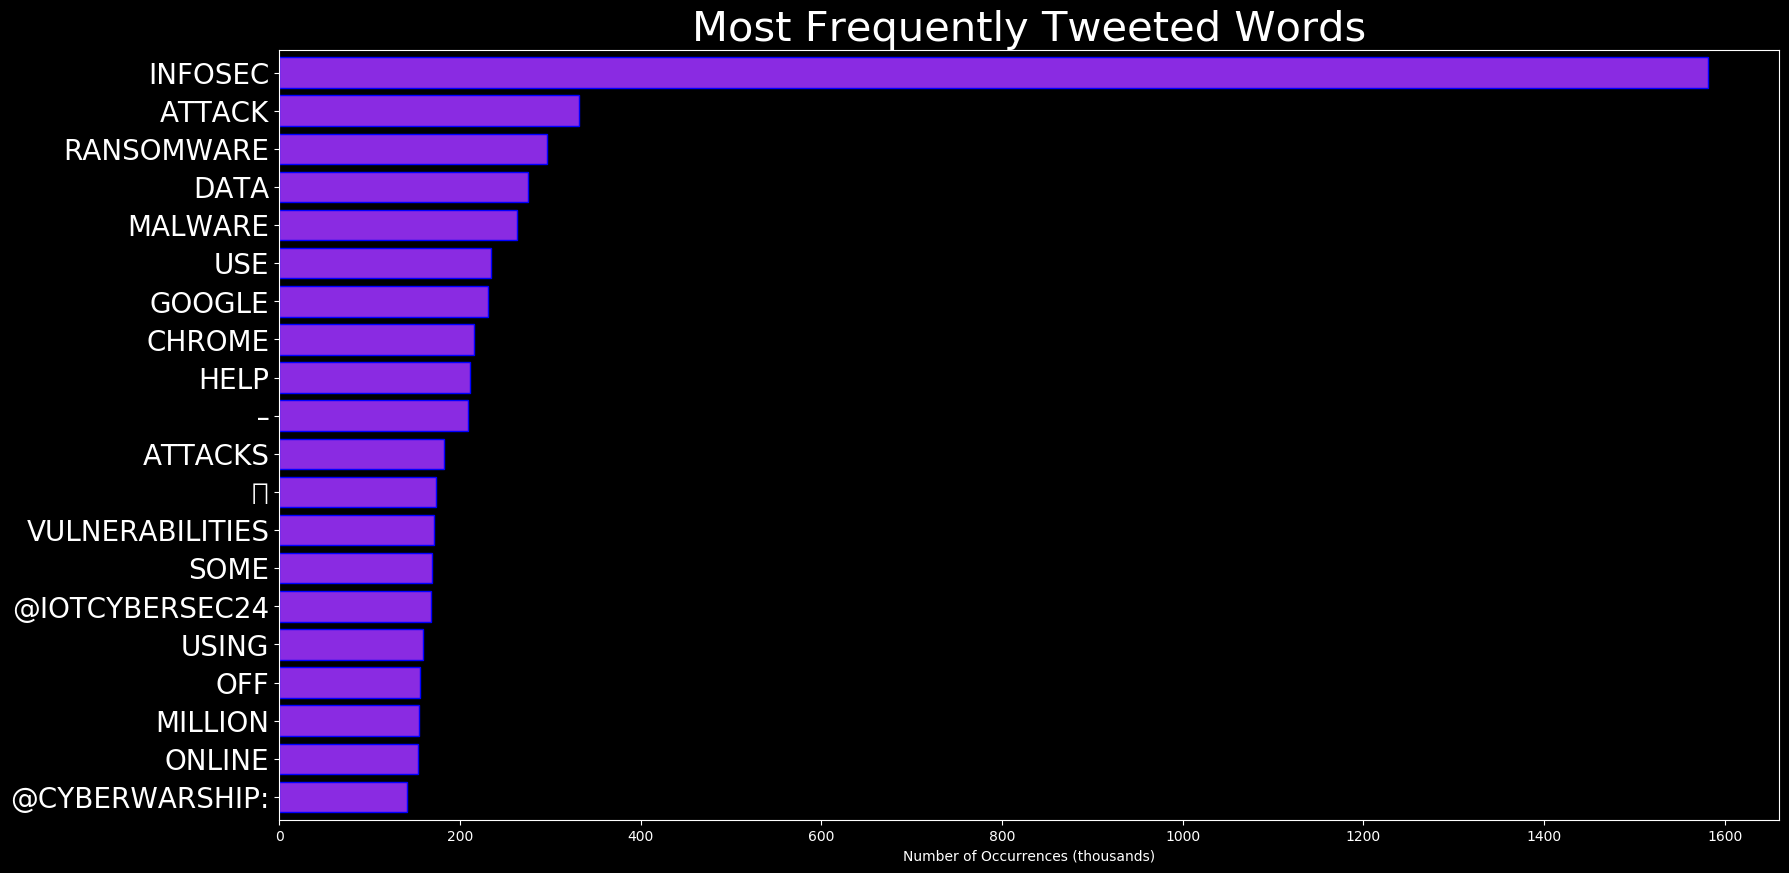 Most Frequently Tweeted Words
INFOSEC
ATTACK
RANSOMWARE
DATA
MALWARE
USE
GOOGLE
CHROME
HELP
–
ATTACKS
VULNERABILITIES
SOME
@IOTCYBERSEC24
USING
OFF
MILLION
ONLINE
@CYBERWARSHIP:
0 200 400 600 800 1000 1200 1400 1600
Number of Occurrences (thousands)